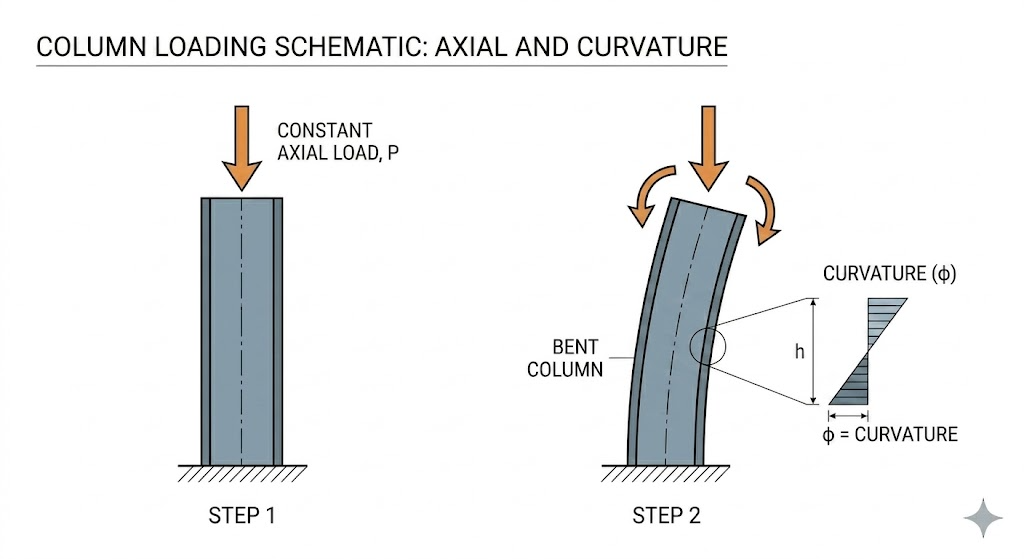 COLUMN LOADING SCHEMATIC: AXIAL AND CURVATURE
CONSTANT
AXIAL LOAD, P
CURVATURE (ϕ)
BENT
COLUMN
h
ϕ = CURVATURE
STEP 1
STEP 2